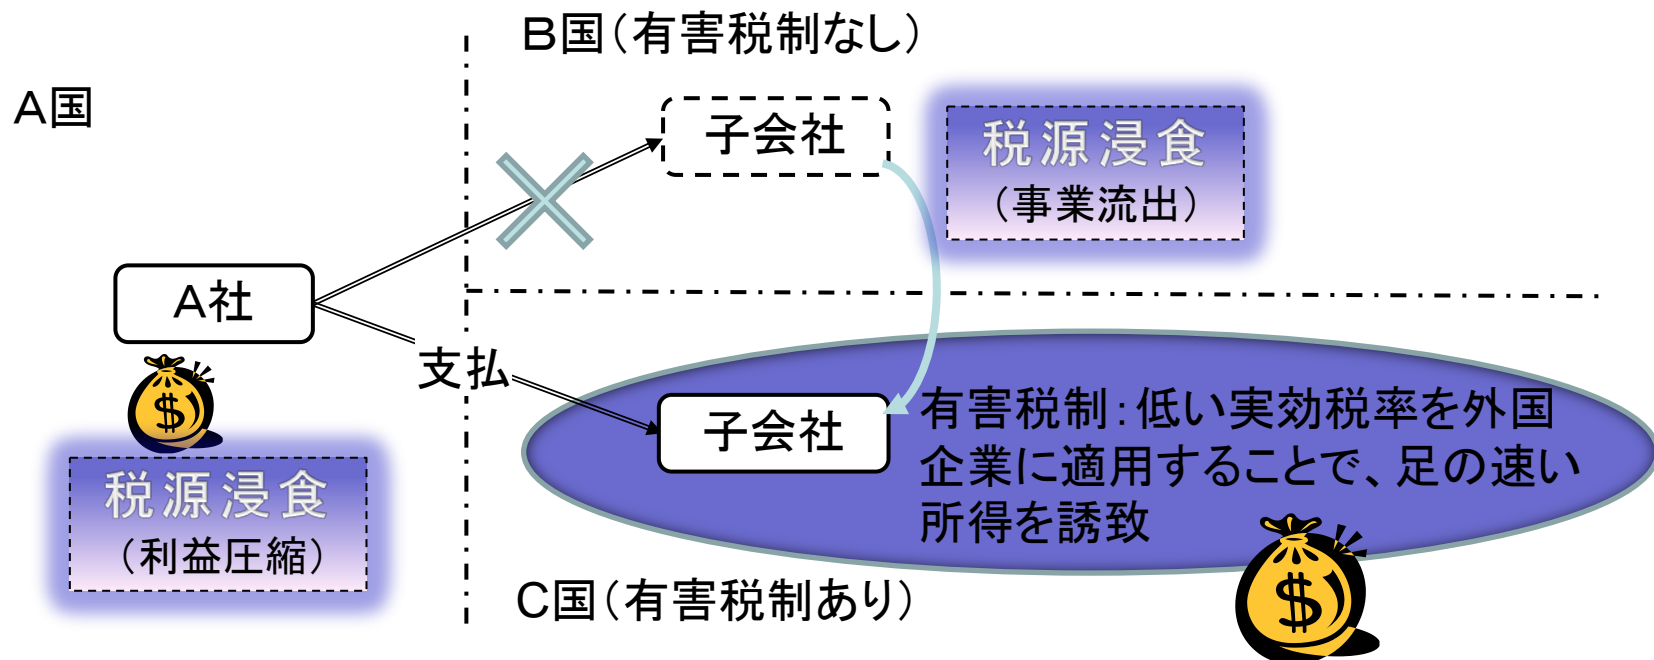 B国(有害税制なし)
A国
子会社
税源浸食
(事業流出)
A社
支払
子会社
有害税制:低い実効税率を外国
企業に適用することで、足の速い
所得を誘致
税源浸食
(利益圧縮)
C国(有害税制あり)